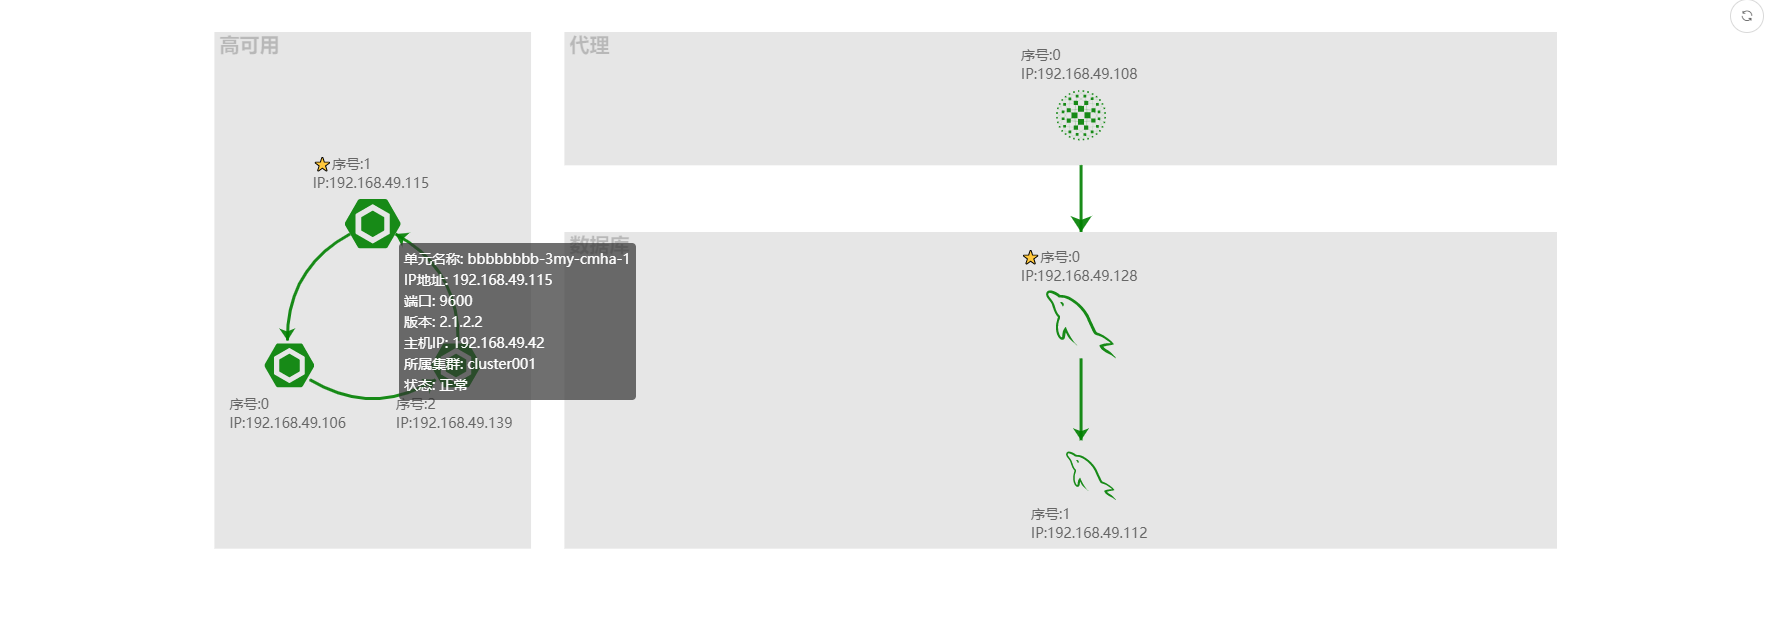 高可用
序号:1
IP:192.168.49.115
单元名称: bbbbbbbb-3my-cmha-1
IP地址: 192.168.49.115
端口: 9600
版本: 2.1.2.2
主机IP: 192.168.49.42
所属集群: cluster001
状态: 正常
序号:0
IP:192.168.49.106
序号:2
IP:192.168.49.139
代理
序号:0
IP:192.168.49.108
数据库
序号:0
IP:192.168.49.128
序号:1
IP:192.168.49.112